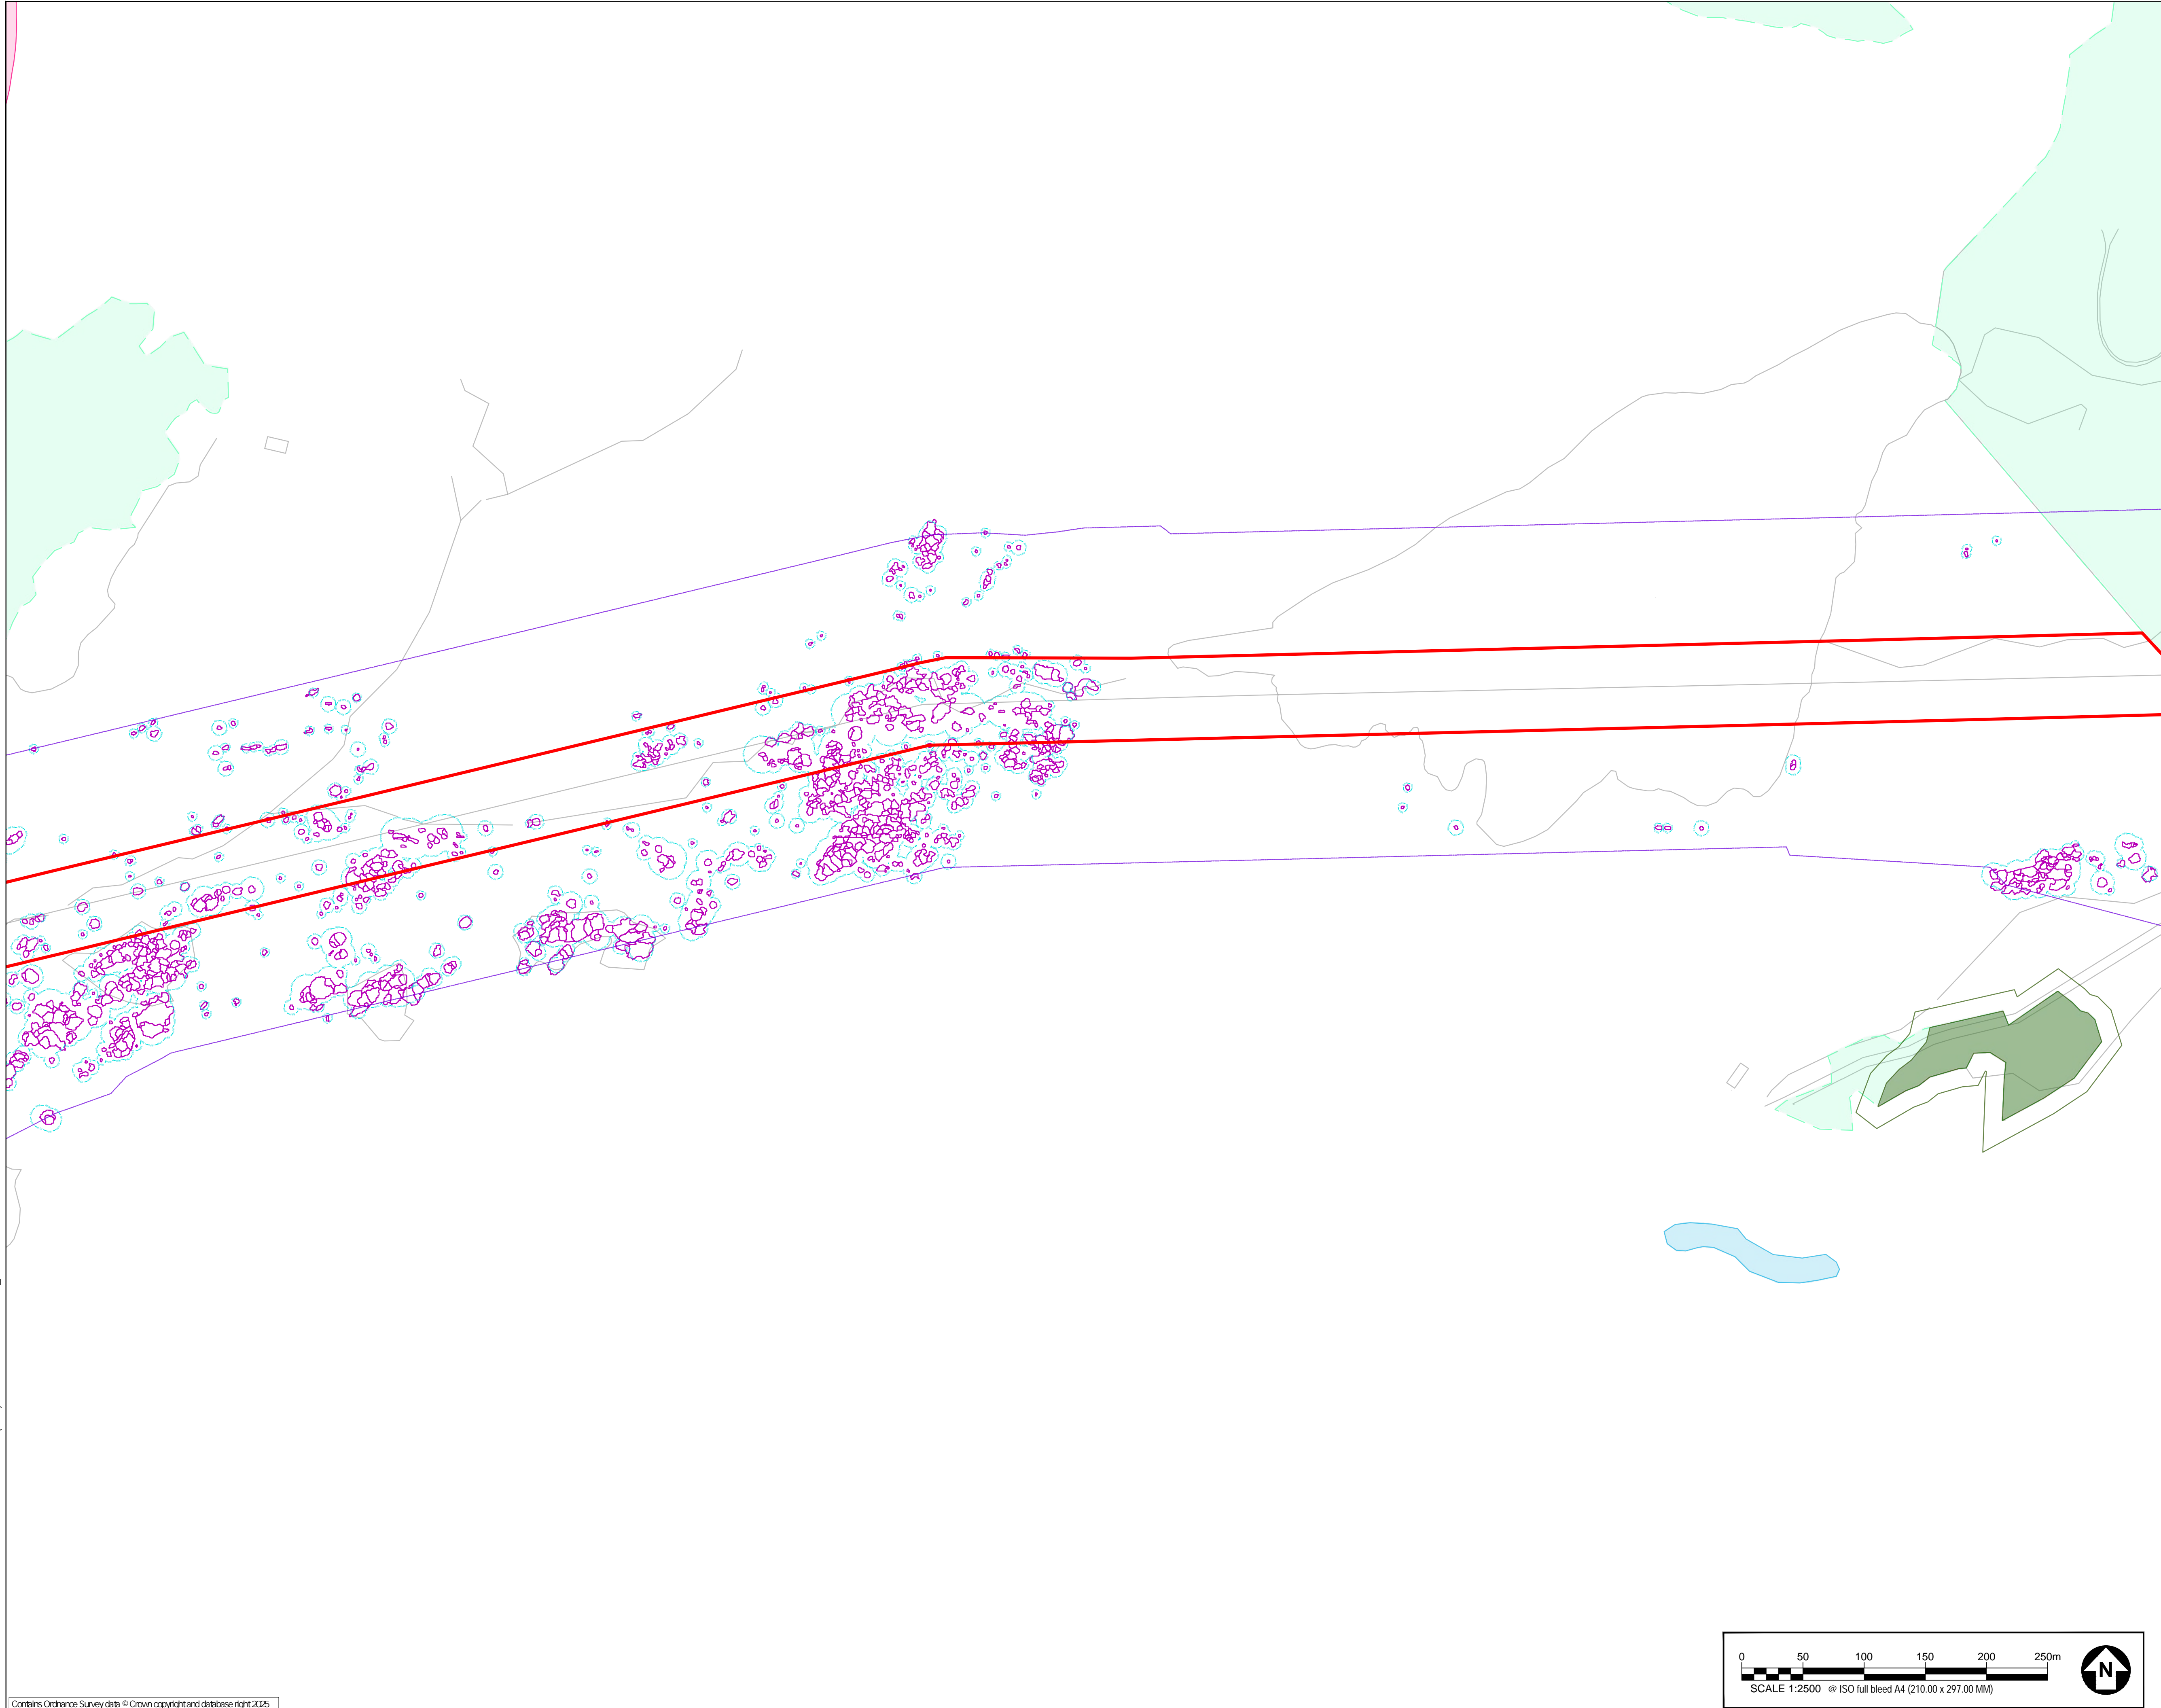 0 50 100 150 200 250m
SCALE 1:2500 @ ISO full bleed A4 (210.00 x 297.00 MM)
N
Contains Ordnance Survey data © Crown copyright and database right 2025